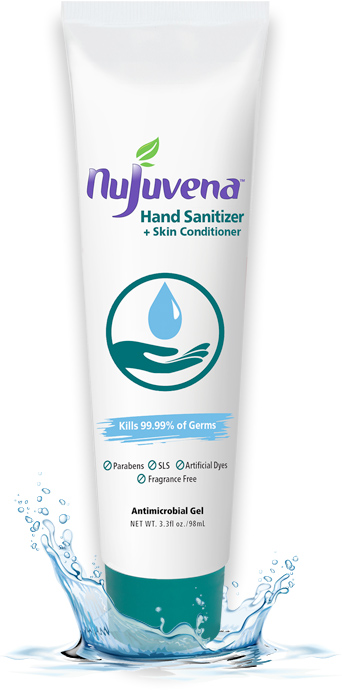 nuJuvena™
Hand Sanitizer
+ Skin Conditioner
Kills 99.99% of Germs
Parabens SLS Artificial Dyes
Fragrance Free
Antimicrobial Gel
NET WT. 3.3fl oz./98mL